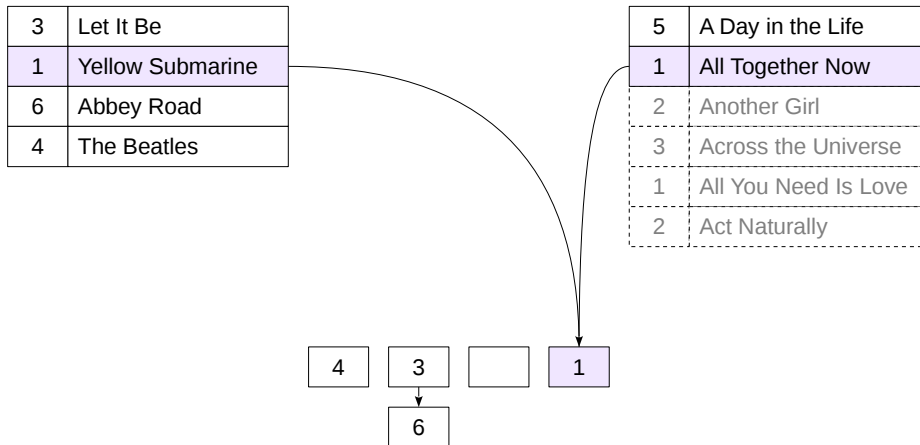 3 Let It Be
1 Yellow Submarine
6 Abbey Road
4 The Beatles
5 A Day in the Life
1 All Together Now
2 Another Girl
3 Across the Universe
1 All You Need Is Love
2 Act Naturally
4 3 1
6